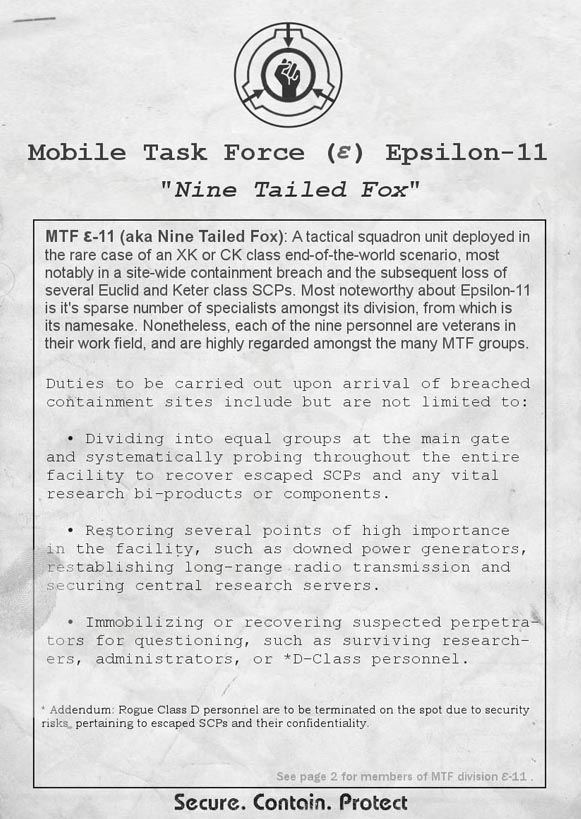 Mobile Task Force (ε) Epsilon-11
"Nine Tailed Fox"
MTF ε-11 (aka Nine Tailed Fox): A tactical squadron unit deployed in
the rare case of an XK or CK class end-of-the-world scenario, most
notably in a site-wide containment breach and the subsequent loss of
several Euclid and Keter class SCPs. Most noteworthy about Epsilon-11
is it's sparse number of specialists amongst its division, from which is
its namesake. Nonetheless, each of the nine personnel are veterans in
their work field, and are highly regarded amongst the many MTF groups.
Duties to be carried out upon arrival of breached
containment sites include but are not limited to:
• Dividing into equal groups at the main gate
and systematically probing throughout the entire
facility to recover escaped SCPs and any vital
research bi-products or components.
• Restoring several points of high importance
in the facility, such as downed power generators,
restablishing long-range radio transmission and
securing central research servers.
• Immobilizing or recovering suspected perpetra-
tors for questioning, such as surviving research-
ers, administrators, or *D-Class personnel.
* Addendum: Rogue Class D personnel are to be terminated on the spot due to security
risks, pertaining to escaped SCPs and their confidentiality.
See page 2 for members of MTF division ε-11 .
Secure. Contain. Protect